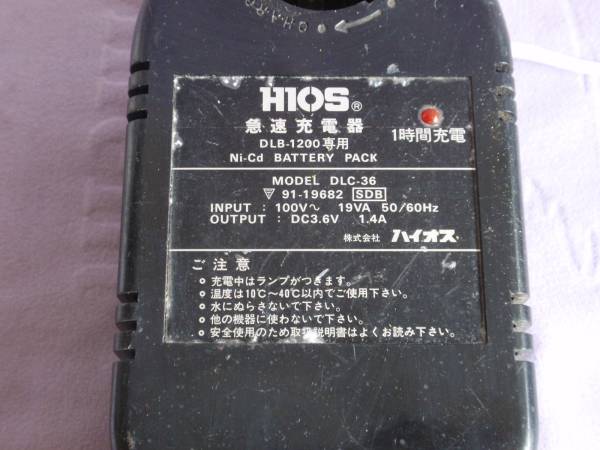 CHARG
HIOS®
急速充電器
1時間充電
DLB-1200専用
Ni-Cd BATTERY PACK
MODEL DLC-36
91-19682 SDB
INPUT : 100V~ 19VA 50/60Hz
OUTPUT : DC3.6V 1.4A
株式会社 ハイオス
ご注意
○ 充電中はランプがつきます。
○ 温度は10℃~40℃以内でご使用下さい。
○ 水にぬらさないで下さい。
○ 他の機器に使わないで下さい。
○ 安全使用のため取扱説明書はよくお読み下さい。